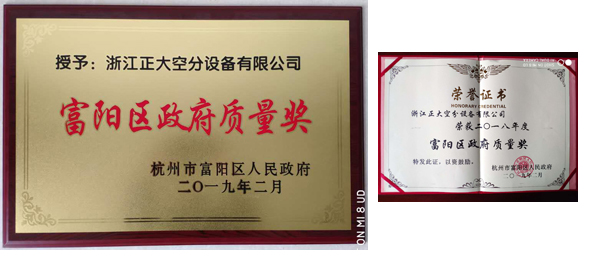 授予：浙江正大空分设备有限公司
富阳区政府质量奖
杭州市富阳区人民政府
二〇一九年二月
ON MI 8 UD
荣誉证书
HONORARY CREDENTIAL
浙江正大空分设备有限公司
荣获二〇一八年度
富阳区政府质量奖
特发此证，以资鼓励。
杭州市富阳区人民政府
二〇一九年二月